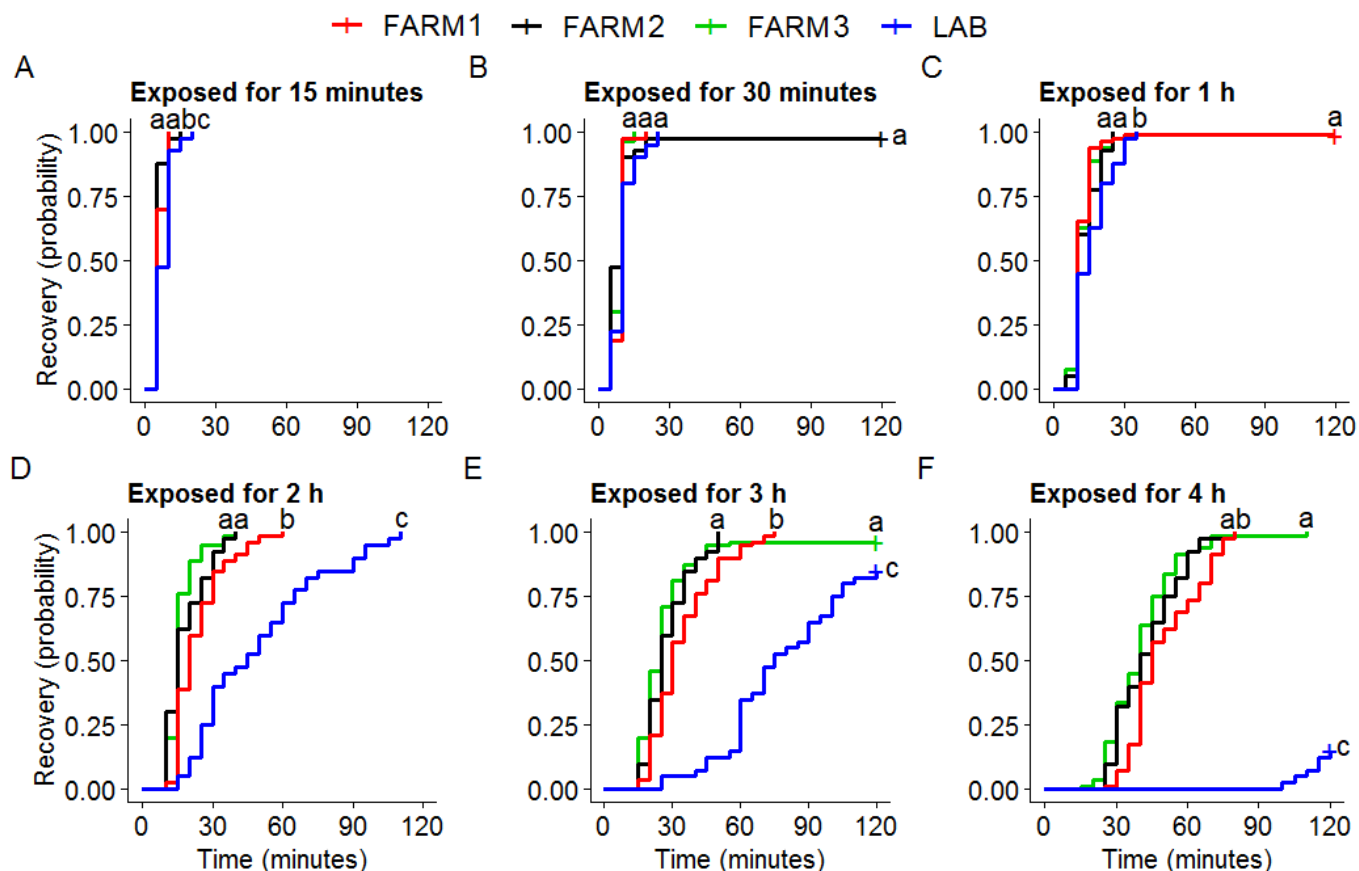 FARM1 FARM2 FARM3 LAB
A B C
Exposed for 15 minutes Exposed for 30 minutes Exposed for 1 h
aabc aaa a aa b a
Recovery (probability)
1.00 1.00 1.00
0.75 0.75 0.75
0.50 0.50 0.50
0.25 0.25 0.25
0.00 0.00 0.00
0 30 60 90 120 0 30 60 90 120 0 30 60 90 120
D E F
Exposed for 2 h Exposed for 3 h Exposed for 4 h
aa b c a b a c ab a c
Recovery (probability)
1.00 1.00 1.00
0.75 0.75 0.75
0.50 0.50 0.50
0.25 0.25 0.25
0.00 0.00 0.00
0 30 60 90 120 0 30 60 90 120 0 30 60 90 120
Time (minutes) Time (minutes) Time (minutes)